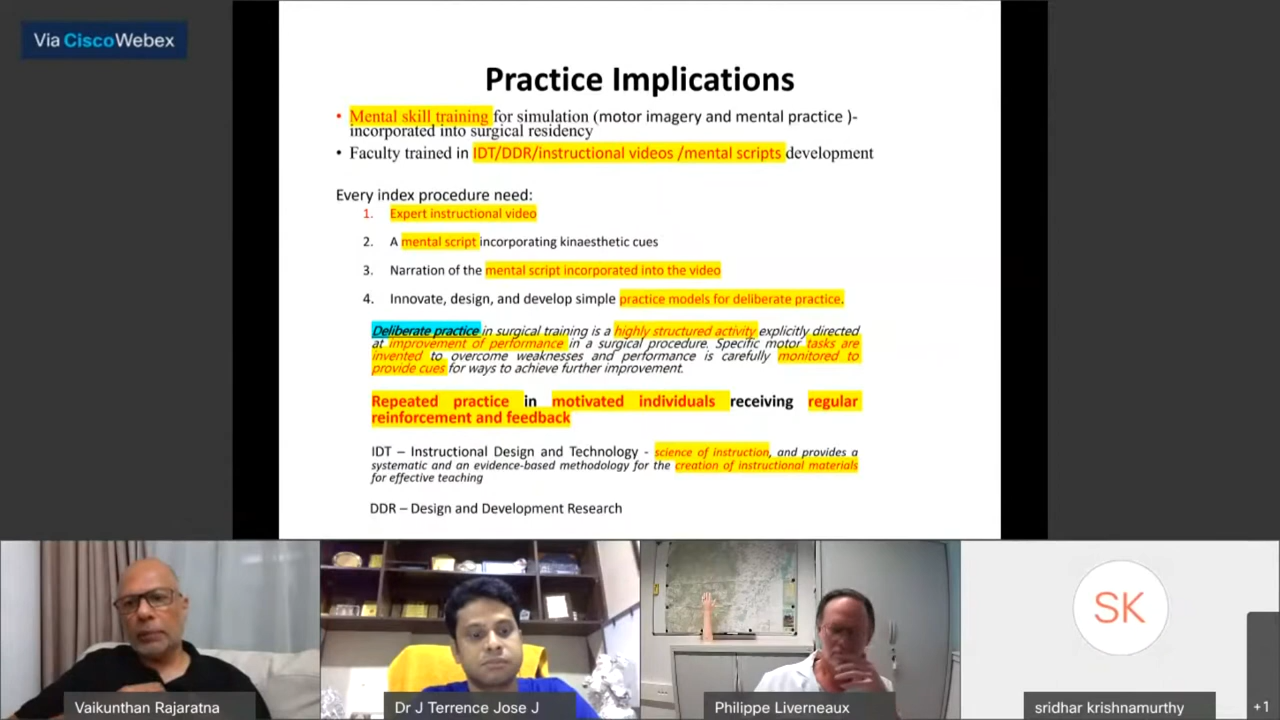 Via CiscoWebex
Practice Implications
• Mental skill training for simulation (motor imagery and mental practice )-
incorporated into surgical residency
• Faculty trained in IDT/DDR/instructional videos /mental scripts development
Every index procedure need:
1. Expert instructional video
2. A mental script incorporating kinaesthetic cues
3. Narration of the mental script incorporated into the video
4. Innovate, design, and develop simple practice models for deliberate practice.
Deliberate practice in surgical training is a highly structured activity explicitly directed
at improvement of performance in a surgical procedure. Specific motor tasks are
invented to overcome weaknesses and performance is carefully monitored to
provide cues for ways to achieve further improvement.
Repeated practice in motivated individuals receiving regular
reinforcement and feedback
IDT – Instructional Design and Technology - science of instruction, and provides a
systematic and an evidence-based methodology for the creation of instructional materials
for effective teaching
DDR – Design and Development Research
SK
Vaikunthan Rajaratna
Dr J Terrence Jose J
Philippe Liverneaux
sridhar krishnamurthy
+1